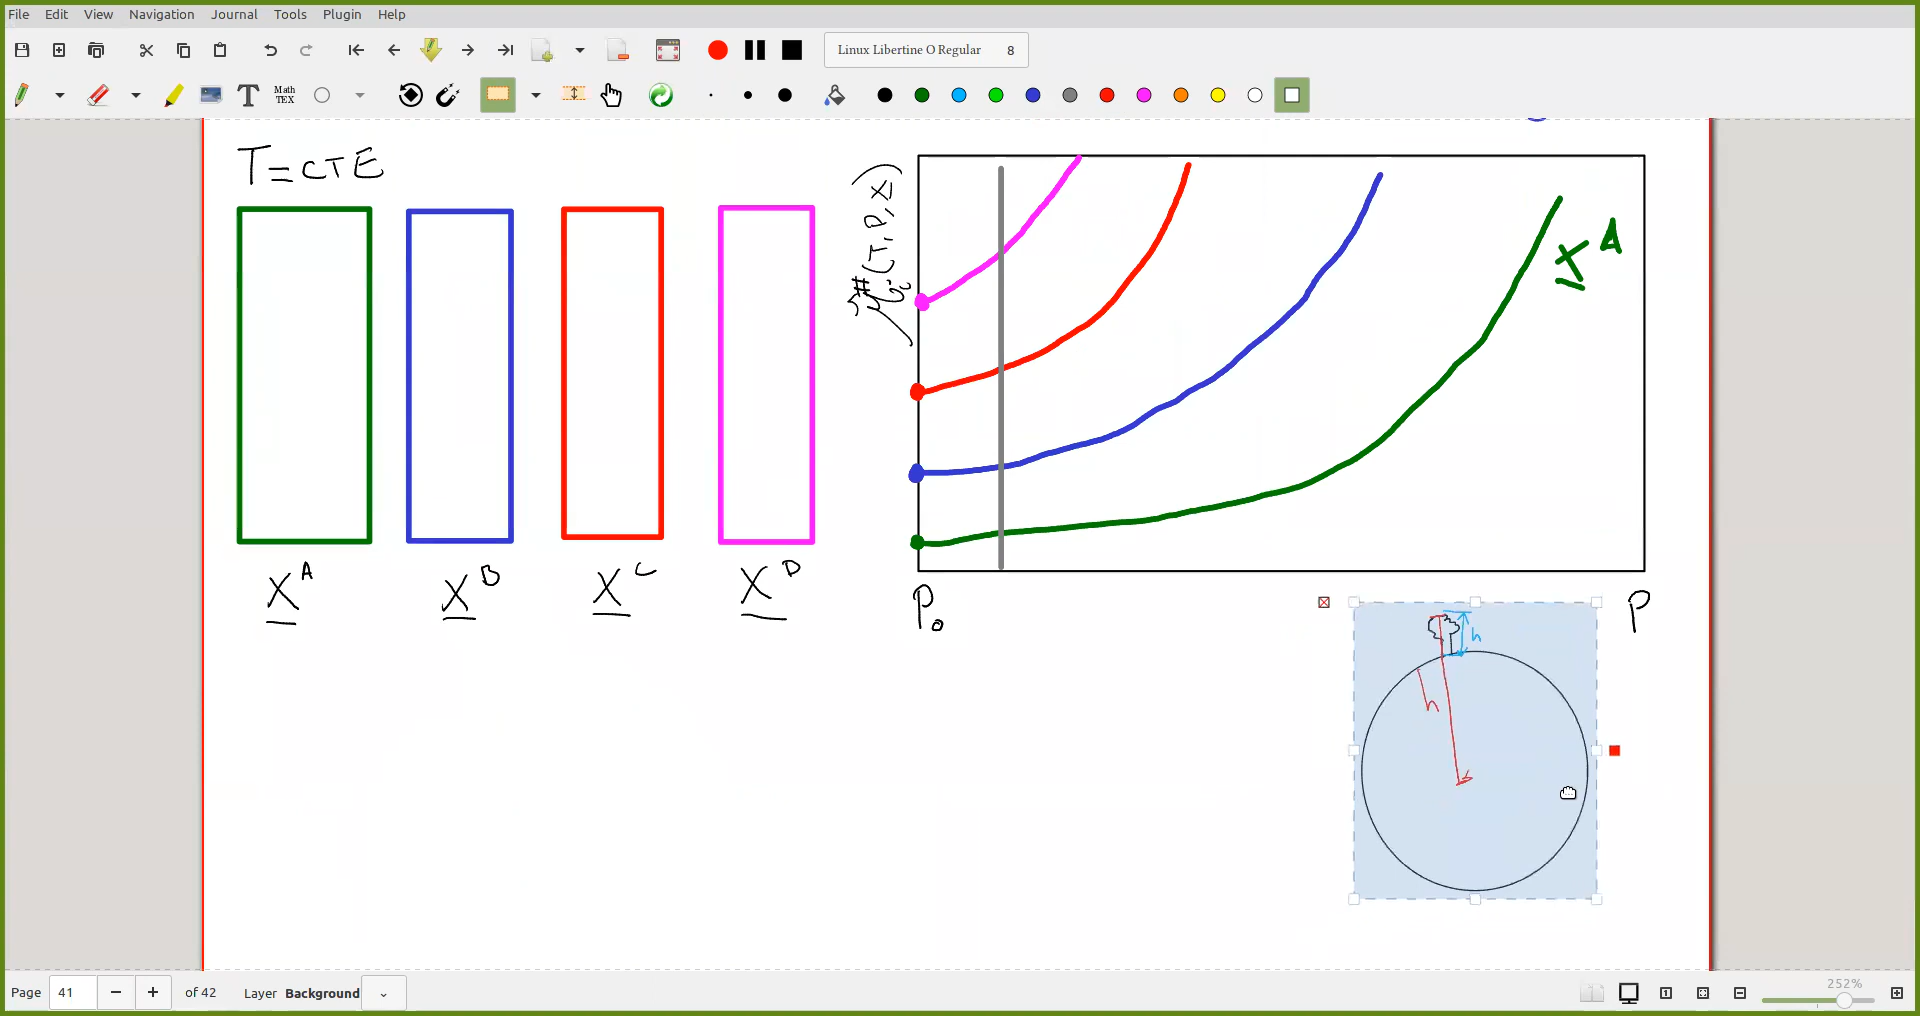 File Edit View Navigation Journal Tools Plugin Help
Linux Libertine O Regular 8
T
Math
TEX
T = CTE
(T, P, X)
X^A
X^A X^B X^C X^D
P₀ P
h
h
Page 41 of 42 Layer Background
252%